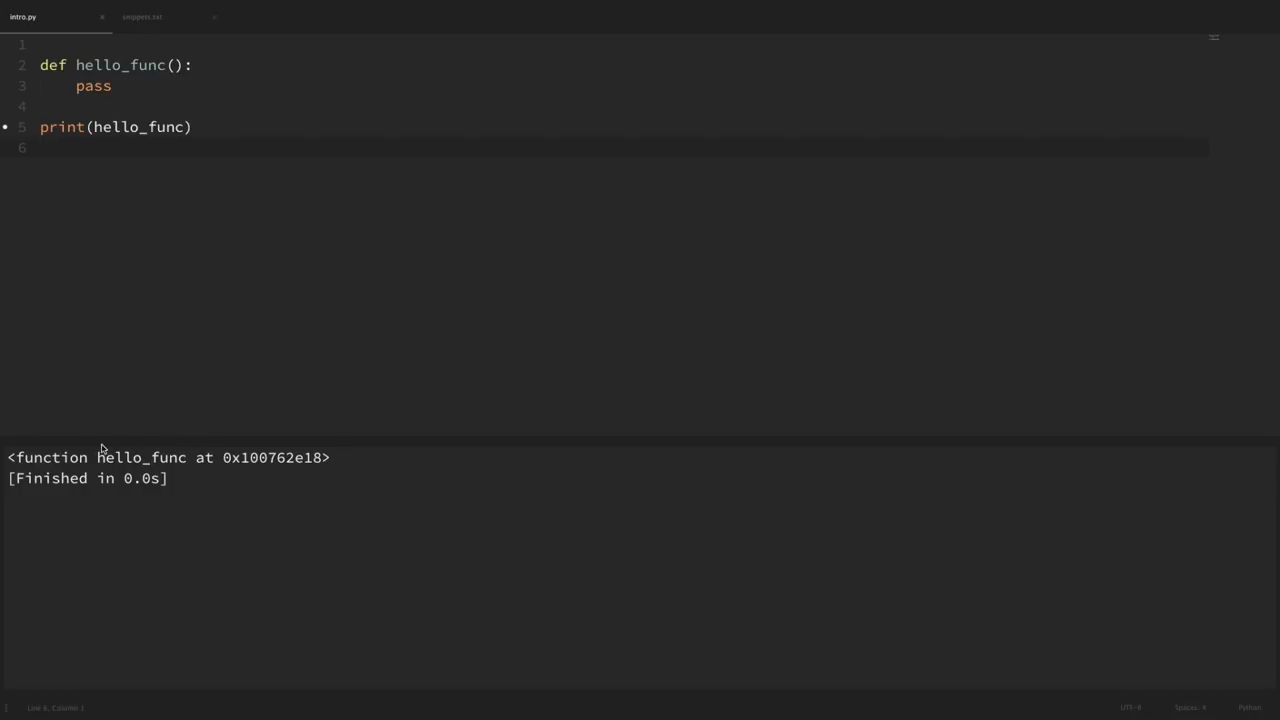 intro.py
snippets.txt
1
2 def hello_func():
3     pass
4
5 print(hello_func)
6
<function hello_func at 0x100762e18>
[Finished in 0.0s]
Line 6, Column 1
UTF-8
Spaces: 4
Python